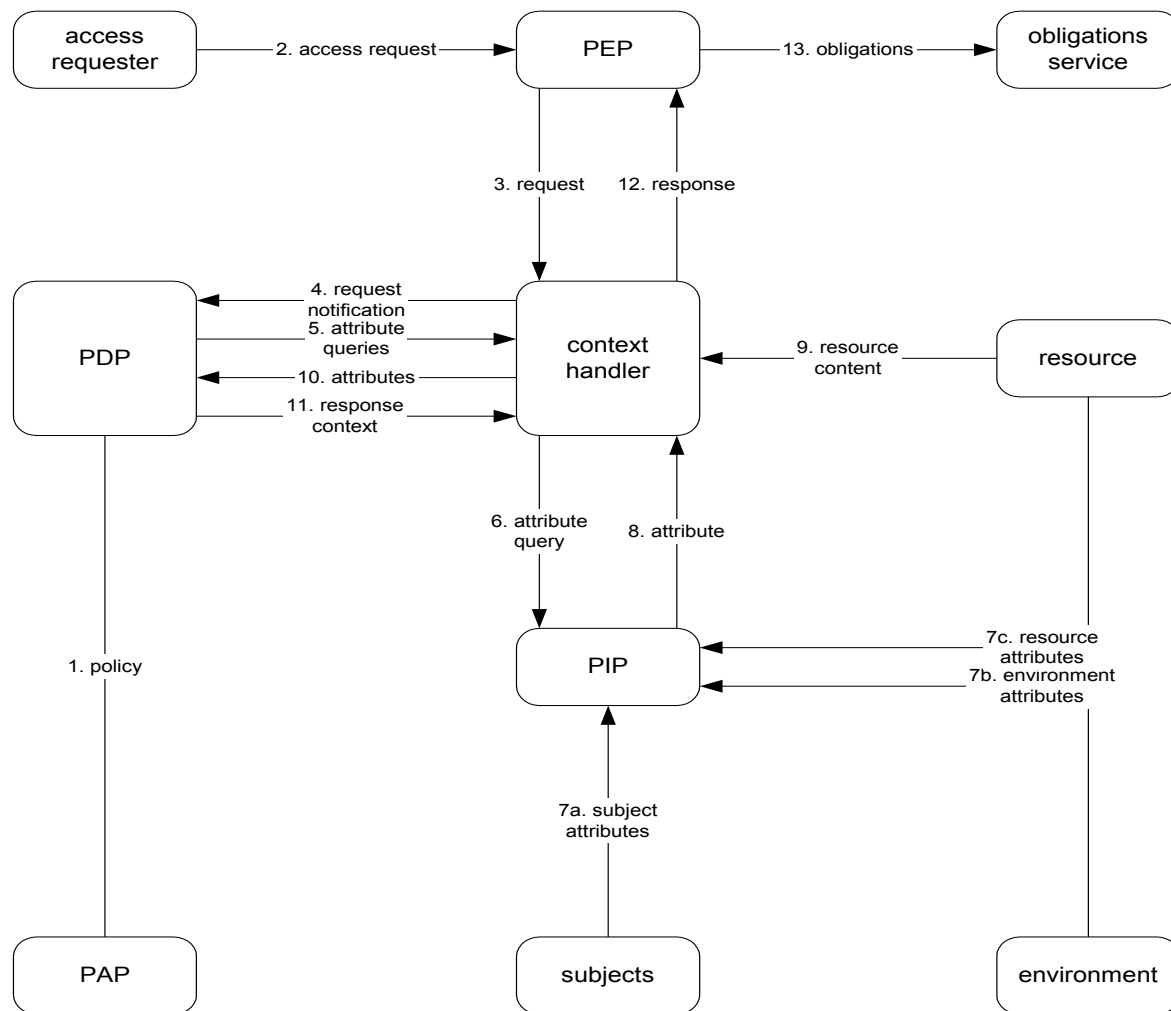 access
requester
2. access request
PEP
13. obligations
obligations
service
3. request
12. response
4. request
notification
5. attribute
queries
PDP
context
handler
9. resource
content
resource
10. attributes
11. response
context
6. attribute
query
8. attribute
1. policy
PIP
7c. resource
attributes
7b. environment
attributes
7a. subject
attributes
PAP
subjects
environment